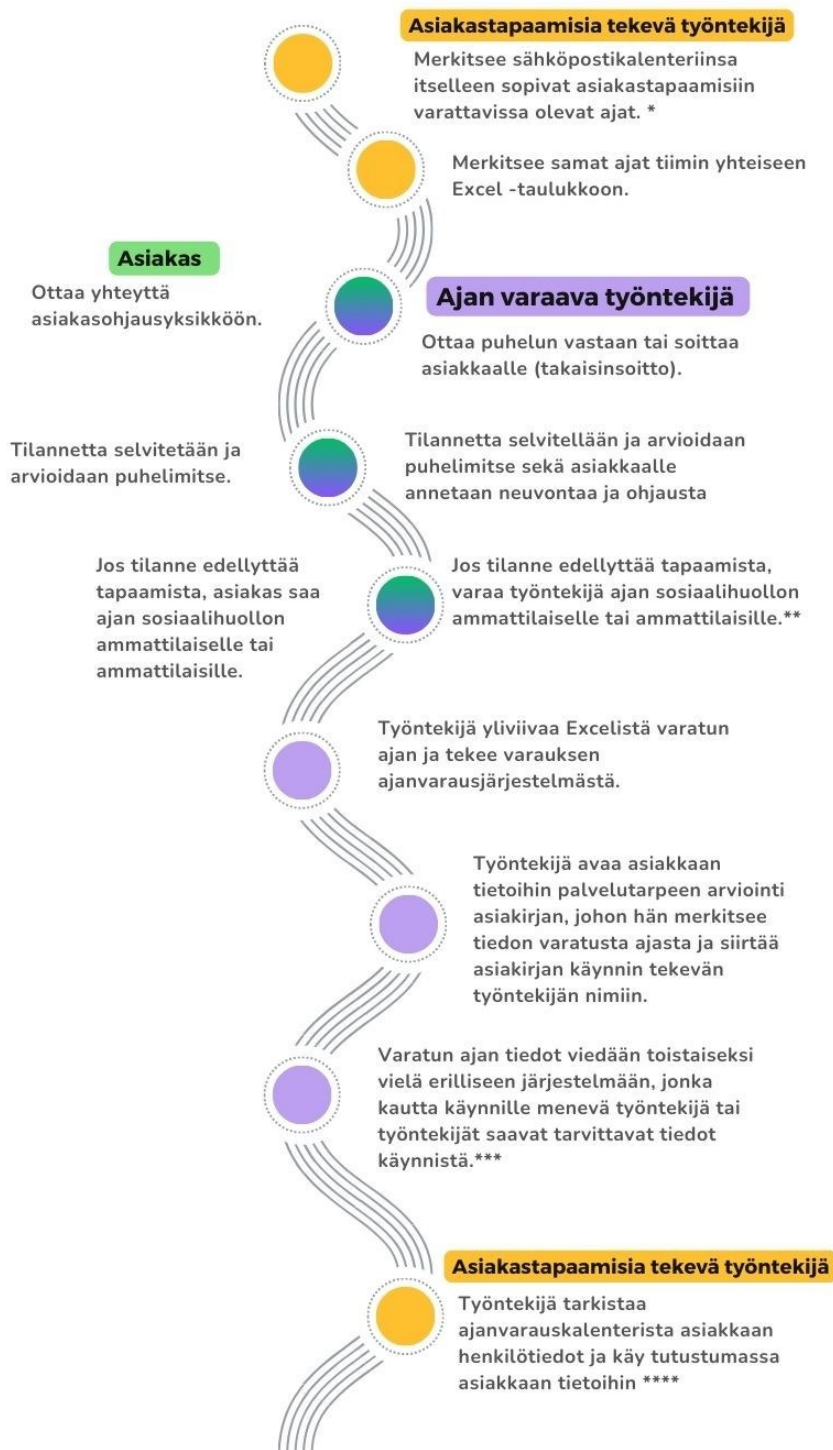 Asiakastapaamisia tekevä työntekijä
Merkitsee sähköpostikalenteriinsa
itselleen sopivat asiakastapaamisiin
varattavissa olevat ajat. *
Merkitsee samat ajat tiimin yhteiseen
Excel -taulukkoon.
Asiakas
Ottaa yhteyttä
asiakasohjausyksikköön.
Ajan varaava työntekijä
Ottaa puhelun vastaan tai soittaa
asiakkaalle (takaisinsoitto).
Tilannetta selvitetään ja
arvioidaan puhelimitse.
Tilannetta selvitellään ja arvioidaan
puhelimitse sekä asiakkaalle
annetaan neuvontaa ja ohjausta
Jos tilanne edellyttää
tapaamista, asiakas saa
ajan sosiaalihuollon
ammattilaiselle tai
ammattilaisille.
Jos tilanne edellyttää tapaamista,
varaa työntekijä ajan sosiaalihuollon
ammattilaiselle tai ammattilaisille.**
Työntekijä yliviivaa Excelistä varatun
ajan ja tekee varauksen
ajanvarausjärjestelmästä.
Työntekijä avaa asiakkaan
tietoihin palvelutarpeen arviointi
asiakirjan, johon hän merkitsee
tiedon varatusta ajasta ja siirtää
asiakirjan käynnin tekevän
työntekijän nimiin.
Varatun ajan tiedot viedään toistaiseksi
vielä erilliseen järjestelmään, jonka
kautta käynnille menevä työntekijä tai
työntekijät saavat tarvittavat tiedot
käynnistä.***
Asiakastapaamisia tekevä työntekijä
Työntekijä tarkistaa
ajanvarauskalenterista asiakkaan
henkilötiedot ja käy tutustumassa
asiakkaan tietoihin ****